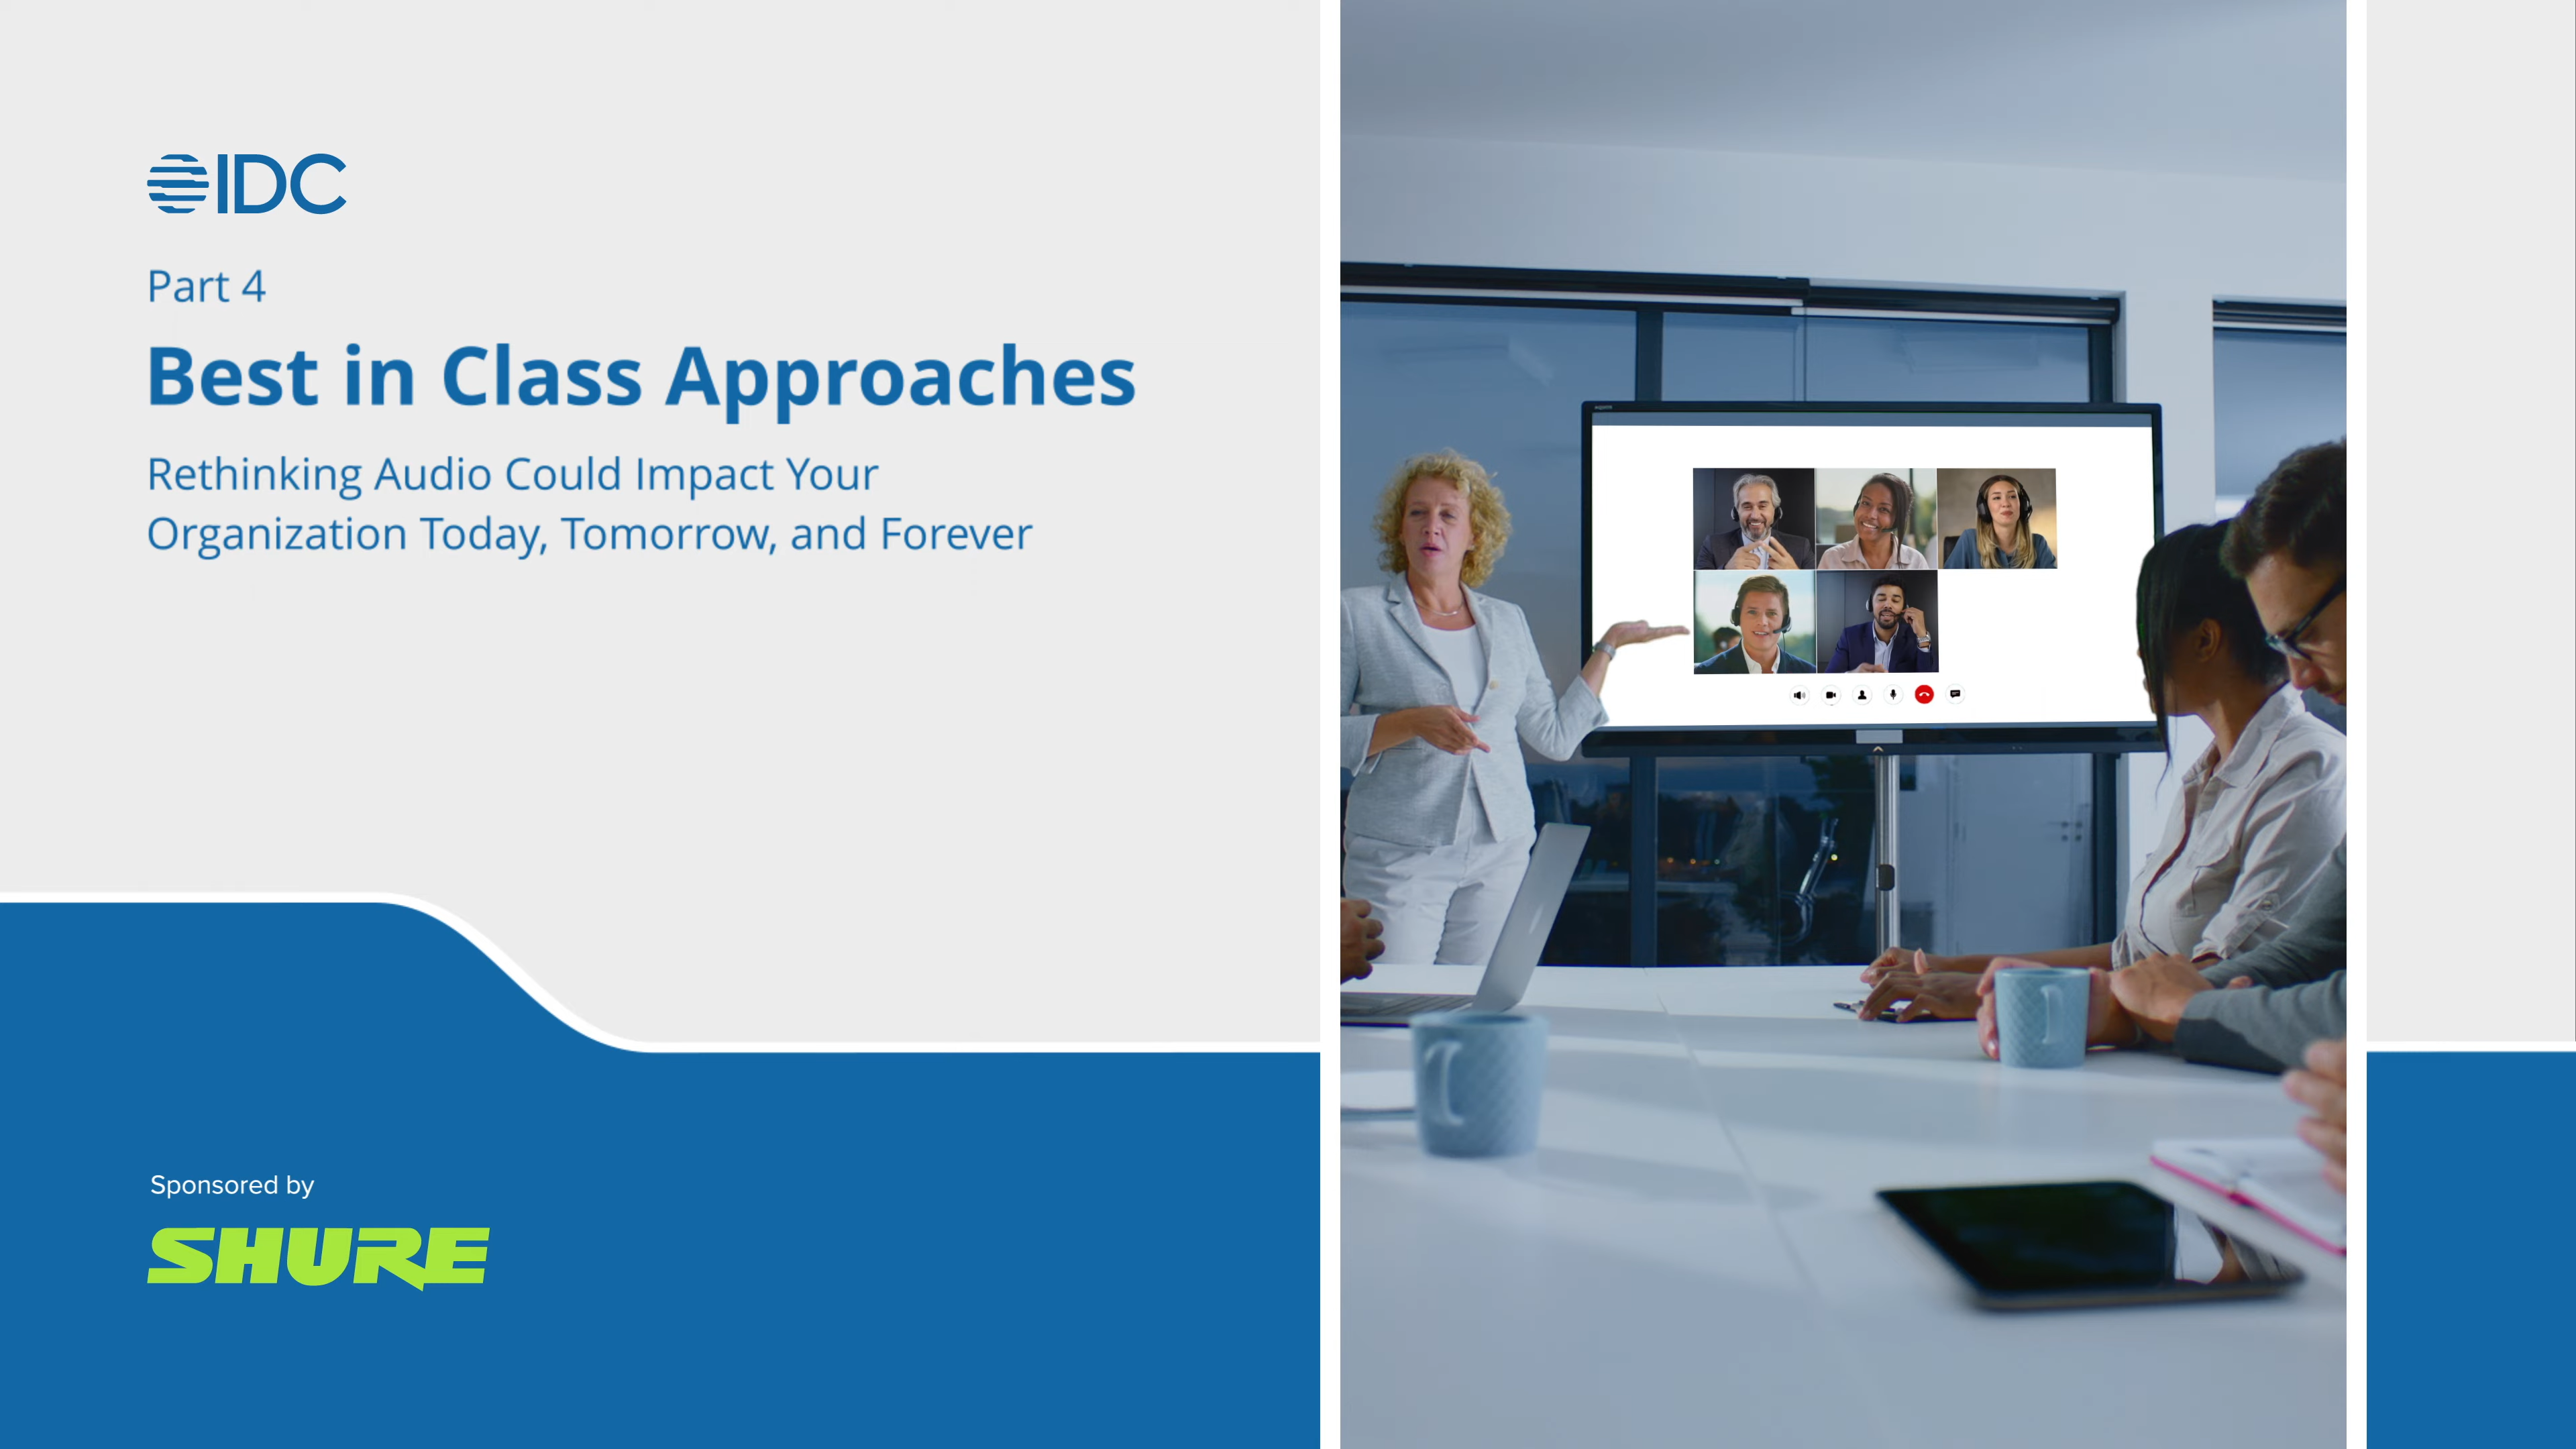 IDC
Part 4
Best in Class Approaches
Rethinking Audio Could Impact Your
Organization Today, Tomorrow, and Forever
Sponsored by
SHURE